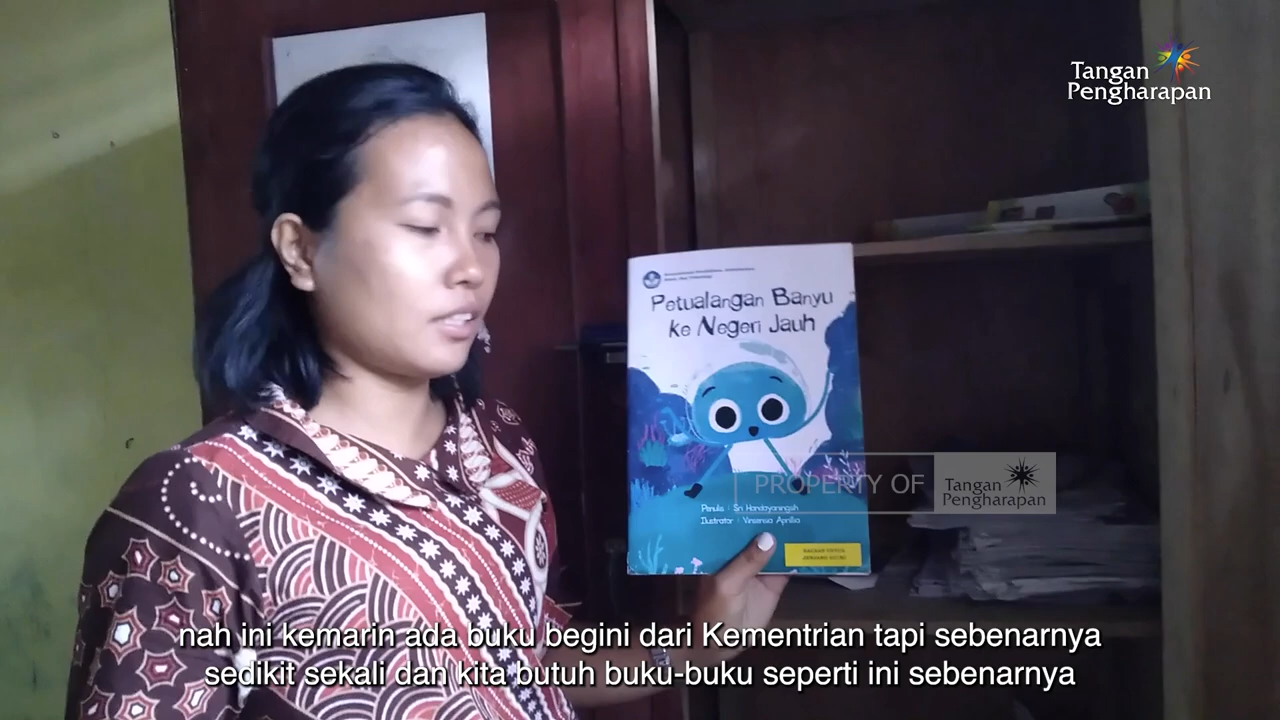 Tangan
Pengharapan
Petualangan Banyu
ke Negeri Jauh
PROPERTY OF
Tangan
Pengharapan
Penulis : Sri Handayaningsih
Ilustrator : Vinsensia Aprillia
nah ini kemarin ada buku begini dari Kementrian tapi sebenarnya
sedikit sekali dan kita butuh buku-buku seperti ini sebenarnya